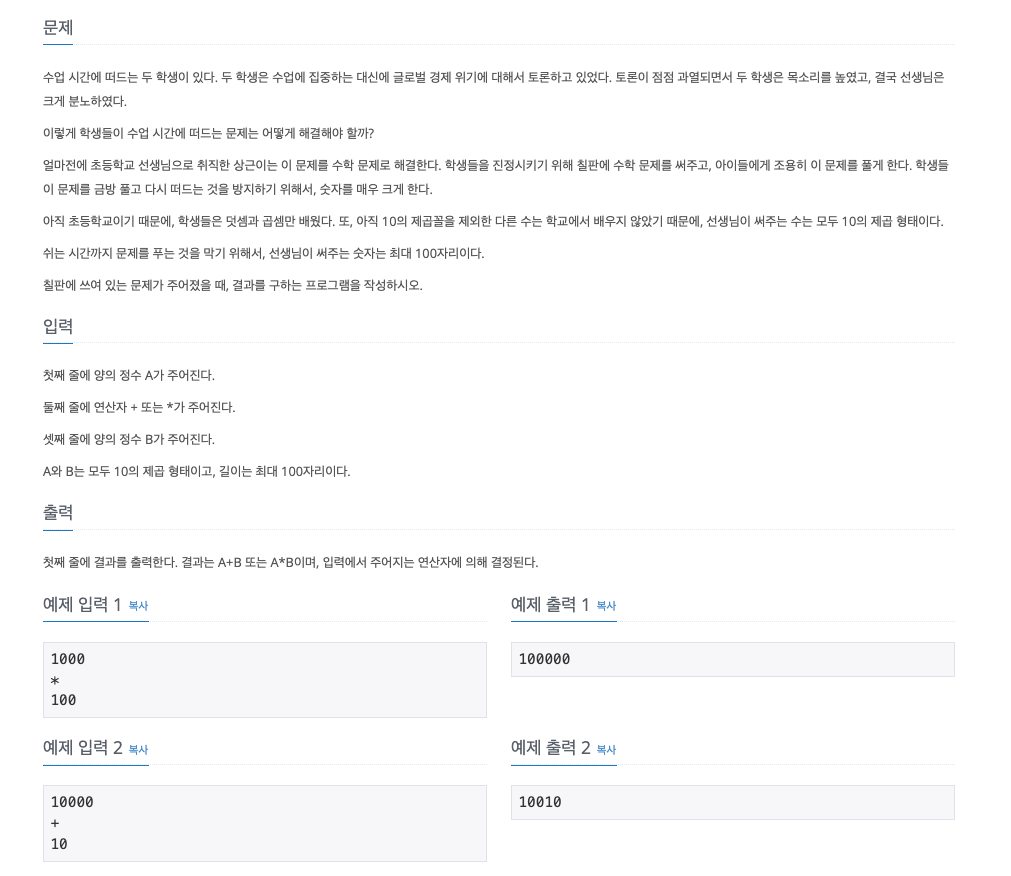 문제
수업 시간에 떠드는 두 학생이 있다. 두 학생은 수업에 집중하는 대신에 글로벌 경제 위기에 대해서 토론하고 있었다. 토론이 점점 과열되면서 두 학생은 목소리를 높였고, 결국 선생님은
크게 분노하였다.
이렇게 학생들이 수업 시간에 떠드는 문제는 어떻게 해결해야 할까?
얼마전에 초등학교 선생님으로 취직한 상근이는 이 문제를 수학 문제로 해결한다. 학생들을 진정시키기 위해 칠판에 수학 문제를 써주고, 아이들에게 조용히 이 문제를 풀게 한다. 학생들
이 문제를 금방 풀고 다시 떠드는 것을 방지하기 위해서, 숫자를 매우 크게 한다.
아직 초등학교이기 때문에, 학생들은 덧셈과 곱셈만 배웠다. 또, 아직 10의 제곱꼴을 제외한 다른 수는 학교에서 배우지 않았기 때문에, 선생님이 써주는 수는 모두 10의 제곱 형태이다.
쉬는 시간까지 문제를 푸는 것을 막기 위해서, 선생님이 써주는 숫자는 최대 100자리이다.
칠판에 쓰여 있는 문제가 주어졌을 때, 결과를 구하는 프로그램을 작성하시오.
입력
첫째 줄에 양의 정수 A가 주어진다.
둘째 줄에 연산자 + 또는 *가 주어진다.
셋째 줄에 양의 정수 B가 주어진다.
A와 B는 모두 10의 제곱 형태이고, 길이는 최대 100자리이다.
출력
첫째 줄에 결과를 출력한다. 결과는 A+B 또는 A*B이며, 입력에서 주어지는 연산자에 의해 결정된다.
예제 입력 1 복사
1000
*
100
예제 출력 1 복사
100000
예제 입력 2 복사
10000
+
10
예제 출력 2 복사
10010